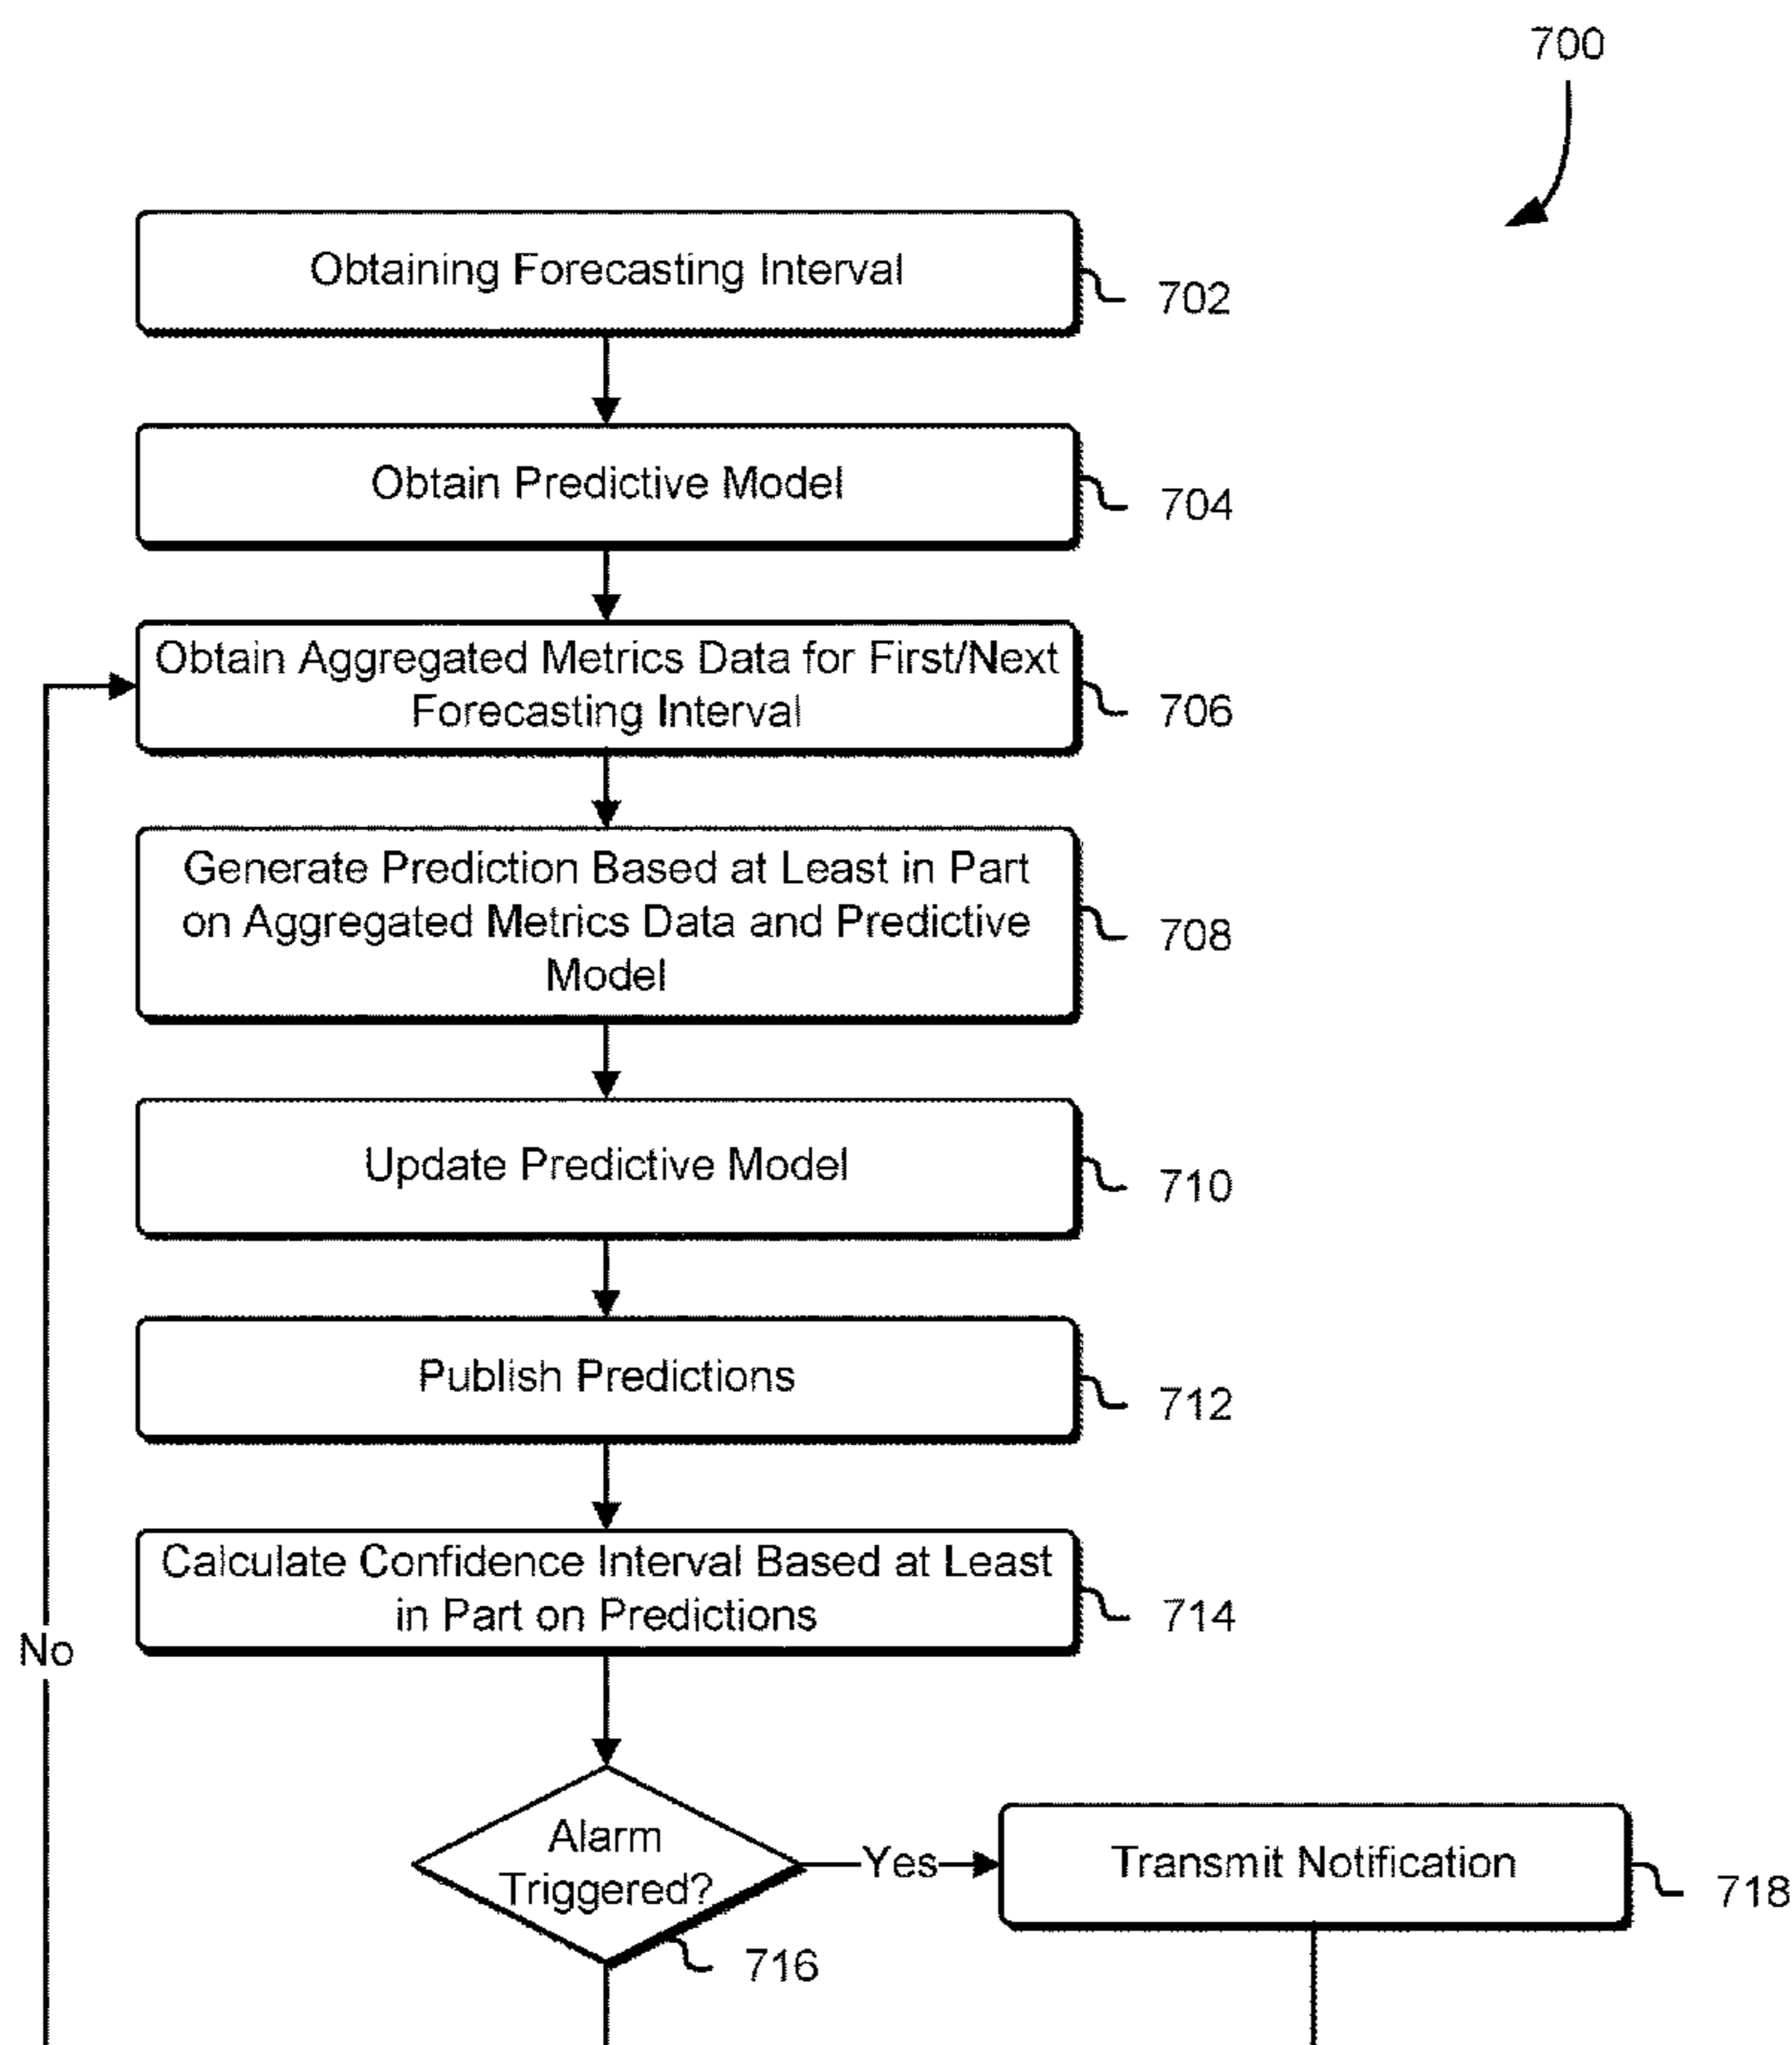 700
Obtaining Forecasting Interval
702
Obtain Predictive Model
704
Obtain Aggregated Metrics Data for First/Next
Forecasting Interval
706
Generate Prediction Based at Least in Part
on Aggregated Metrics Data and Predictive
Model
708
Update Predictive Model
710
Publish Predictions
712
Calculate Confidence Interval Based at Least
in Part on Predictions
714
No
Alarm
Triggered?
Yes
Transmit Notification
718
716